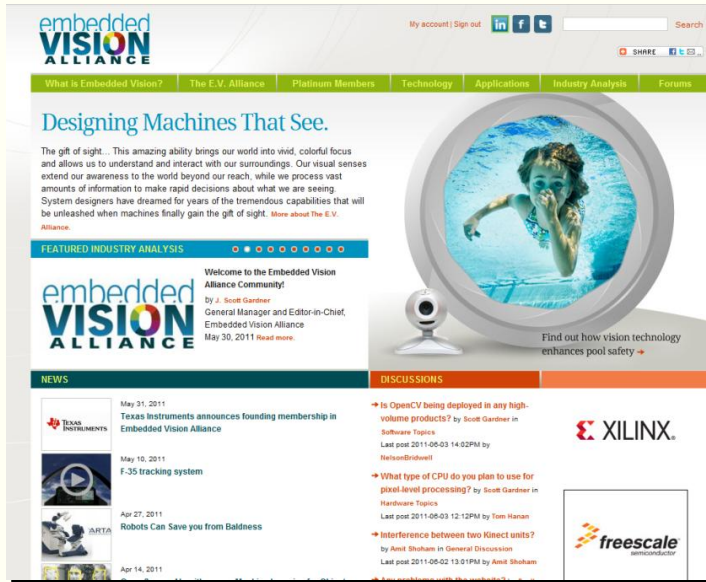 embedded
VISION
ALLIANCE
My account | Sign out
Search
SHARE
What is Embedded Vision?
The E.V. Alliance
Platinum Members
Technology
Applications
Industry Analysis
Forums
Designing Machines That See.
The gift of sight… This amazing ability brings our world into vivid, colorful focus
and allows us to understand and interact with our surroundings. Our visual senses
extend our awareness to the world beyond our reach, while we process vast
amounts of information to make rapid decisions about what we are seeing.
System designers have dreamed for years of the tremendous capabilities that will
be unleashed when machines finally gain the gift of sight. More about The E.V.
Alliance.
Find out how vision technology
enhances pool safety
FEATURED INDUSTRY ANALYSIS
embedded
VISION
ALLIANCE
Welcome to the Embedded Vision
Alliance Community!
by J. Scott Gardner
General Manager and Editor-in-Chief,
Embedded Vision Alliance
May 30, 2011 Read more.
NEWS
TEXAS
INSTRUMENTS
May 31, 2011
Texas Instruments announces founding membership in
Embedded Vision Alliance
May 10, 2011
F-35 tracking system
Apr 27, 2011
Robots Can Save you from Baldness
Apr 14, 2011
DISCUSSIONS
Is OpenCV being deployed in any high-
volume products? by Scott Gardner in
Software Topics
Last post 2011-06-03 14:02PM by
NelsonBridwell
What type of CPU do you plan to use for
pixel-level processing? by Scott Gardner in
Hardware Topics
Last post 2011-06-03 12:12PM by Tom Hanan
Interference between two Kinect units?
by Amit Shoham in General Discussion
Last post 2011-06-02 13:01PM by Amit Shoham
XILINX
freescale
semiconductor